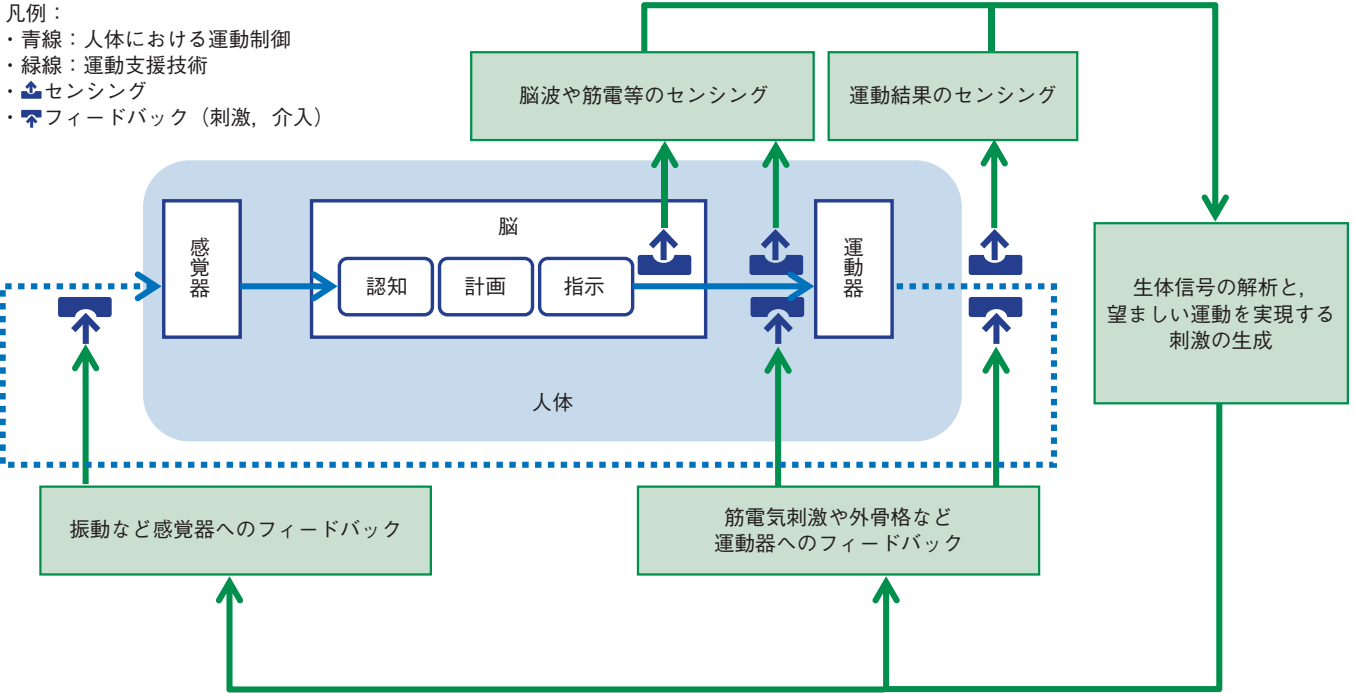 凡例：
・青線：人体における運動制御
・緑線：運動支援技術
・センシング
・フィードバック（刺激，介入）
脳波や筋電等のセンシング
運動結果のセンシング
感覚器
脳
認知
計画
指示
運動器
人体
生体信号の解析と，
望ましい運動を実現する
刺激の生成
振動など感覚器へのフィードバック
筋電気刺激や外骨格など
運動器へのフィードバック